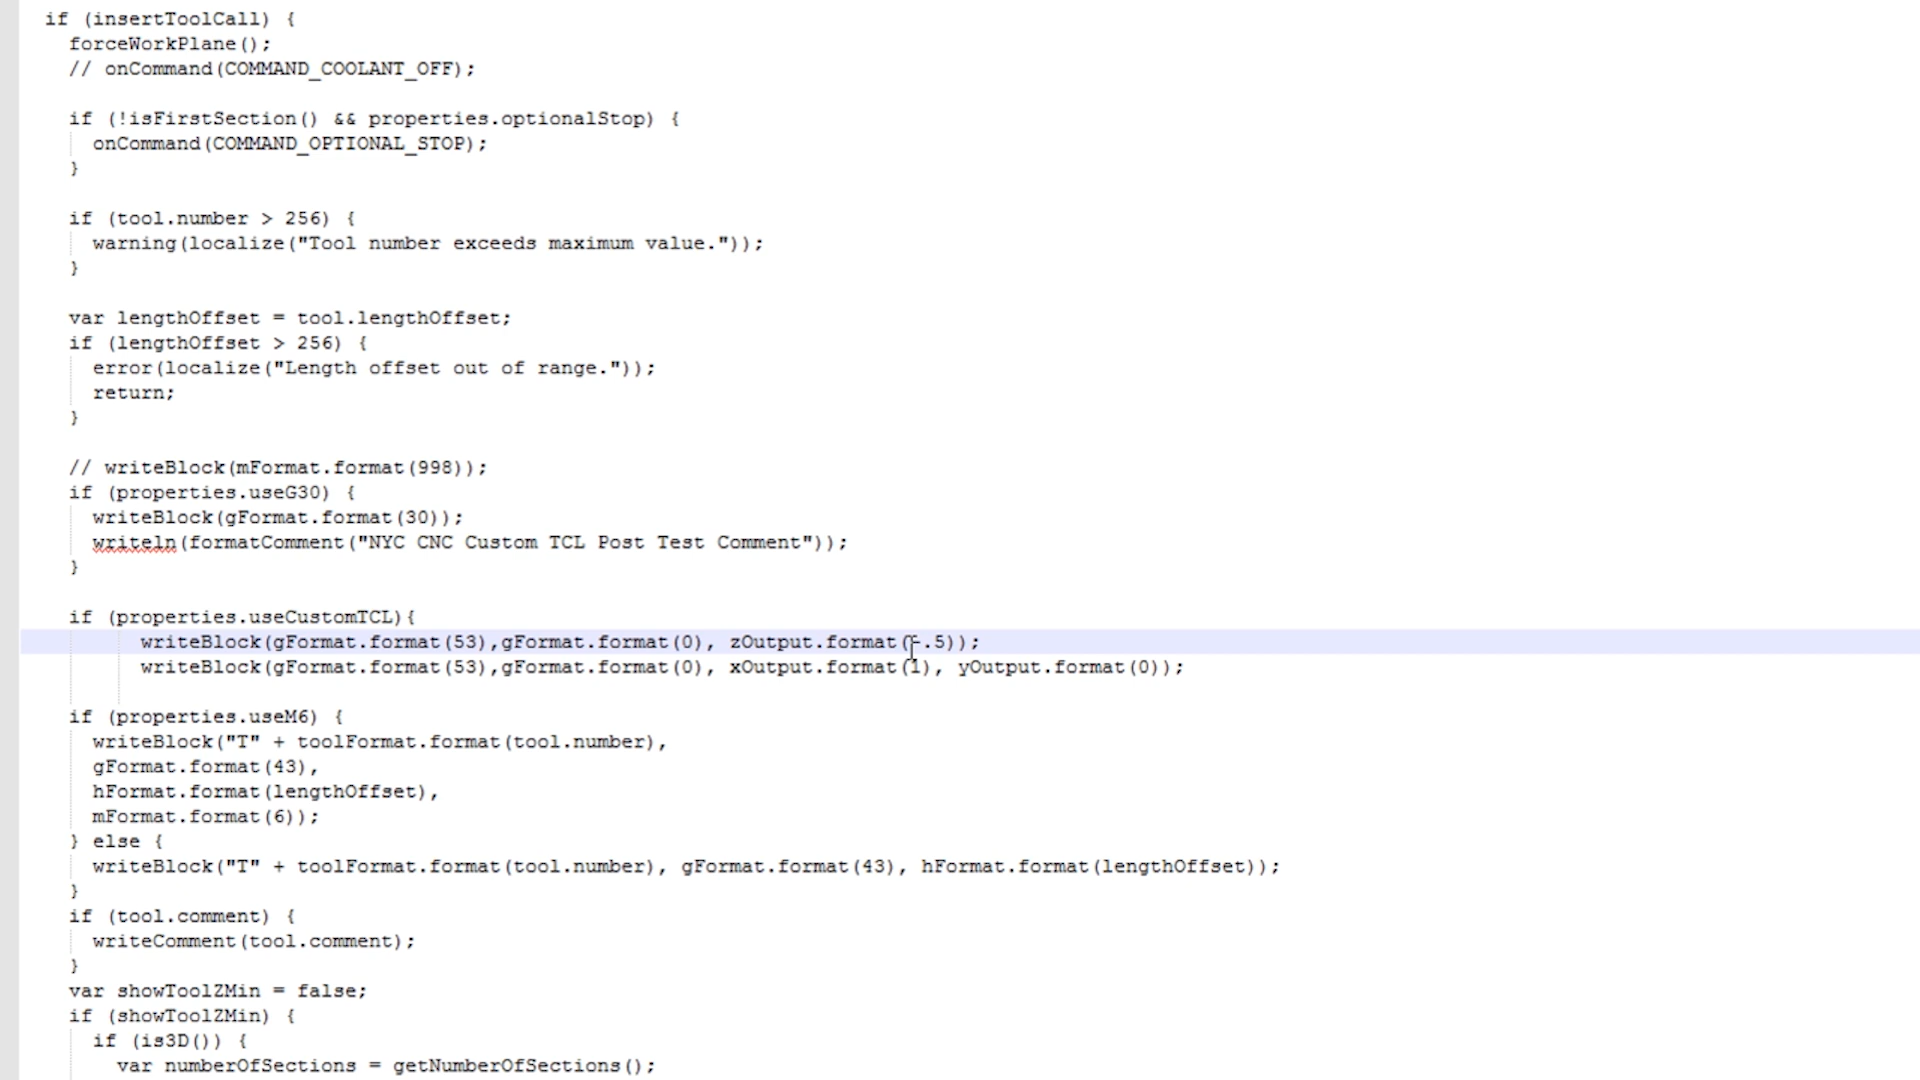 if (insertToolCall) {
forceWorkPlane();
// onCommand(COMMAND_COOLANT_OFF);
if (!isFirstSection() && properties.optionalStop) {
onCommand(COMMAND_OPTIONAL_STOP);
}
if (tool.number > 256) {
warning(localize("Tool number exceeds maximum value."));
}
var lengthOffset = tool.lengthOffset;
if (lengthOffset > 256) {
error(localize("Length offset out of range."));
return;
}
// writeBlock(mFormat.format(998));
if (properties.useG30) {
writeBlock(gFormat.format(30));
writeln(formatComment("NYC CNC Custom TCL Post Test Comment"));
}
if (properties.useCustomTCL){
writeBlock(gFormat.format(53),gFormat.format(0), zOutput.format(-.5));
writeBlock(gFormat.format(53),gFormat.format(0), xOutput.format(1), yOutput.format(0));
if (properties.useM6) {
writeBlock("T" + toolFormat.format(tool.number),
gFormat.format(43),
hFormat.format(lengthOffset),
mFormat.format(6));
} else {
writeBlock("T" + toolFormat.format(tool.number), gFormat.format(43), hFormat.format(lengthOffset));
}
if (tool.comment) {
writeComment(tool.comment);
}
var showToolZMin = false;
if (showToolZMin) {
if (is3D()) {
var numberOfSections = getNumberOfSections();